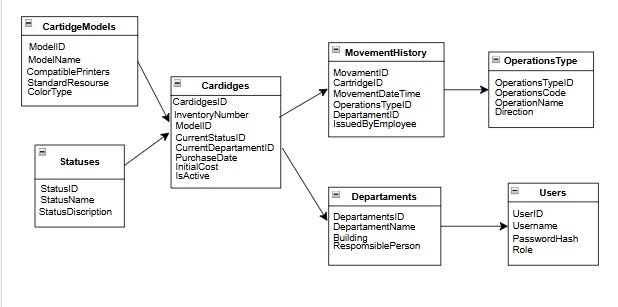 CartidgeModels
ModelID
ModelName
CompatiblePrinters
StandardResourse
ColorType
Statuses
StatusID
StatusName
StatusDiscription
Cardidges
CardidgesID
InventoryNumber
ModelID
CurrentStatusID
CurrentDepartamentID
PurchaseDate
InitialCost
IsActive
MovementHistory
MovamentID
CartridgeID
MovementDateTime
OperationsTypeID
DepartamentID
IssuedByEmployee
OperationsType
OperationsTypeID
OperationsCode
OperationName
Direction
Departaments
DepartamentsID
DepartamentName
Building
RespomsiblePerson
Users
UserID
Username
PasswordHash
Role